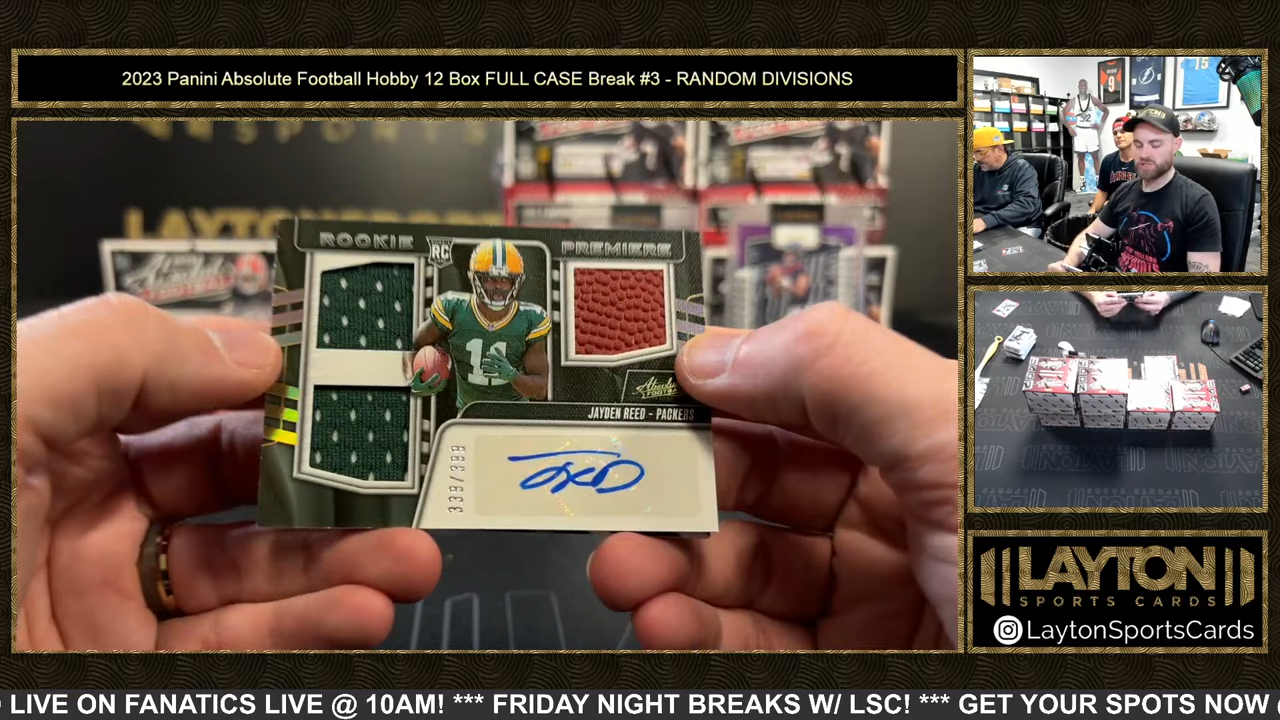 2023 Panini Absolute Football Hobby 12 Box FULL CASE Break #3 - RANDOM DIVISIONS
ROOKIE
RC
PREMIERE
11
Absolute
JAYDEN REED - PACKERS
339/399
LAYTON
SPORTS CARDS
LaytonSportsCards
LIVE ON FANATICS LIVE @ 10AM! *** FRIDAY NIGHT BREAKS W/ LSC! *** GET YOUR SPOTS NOW